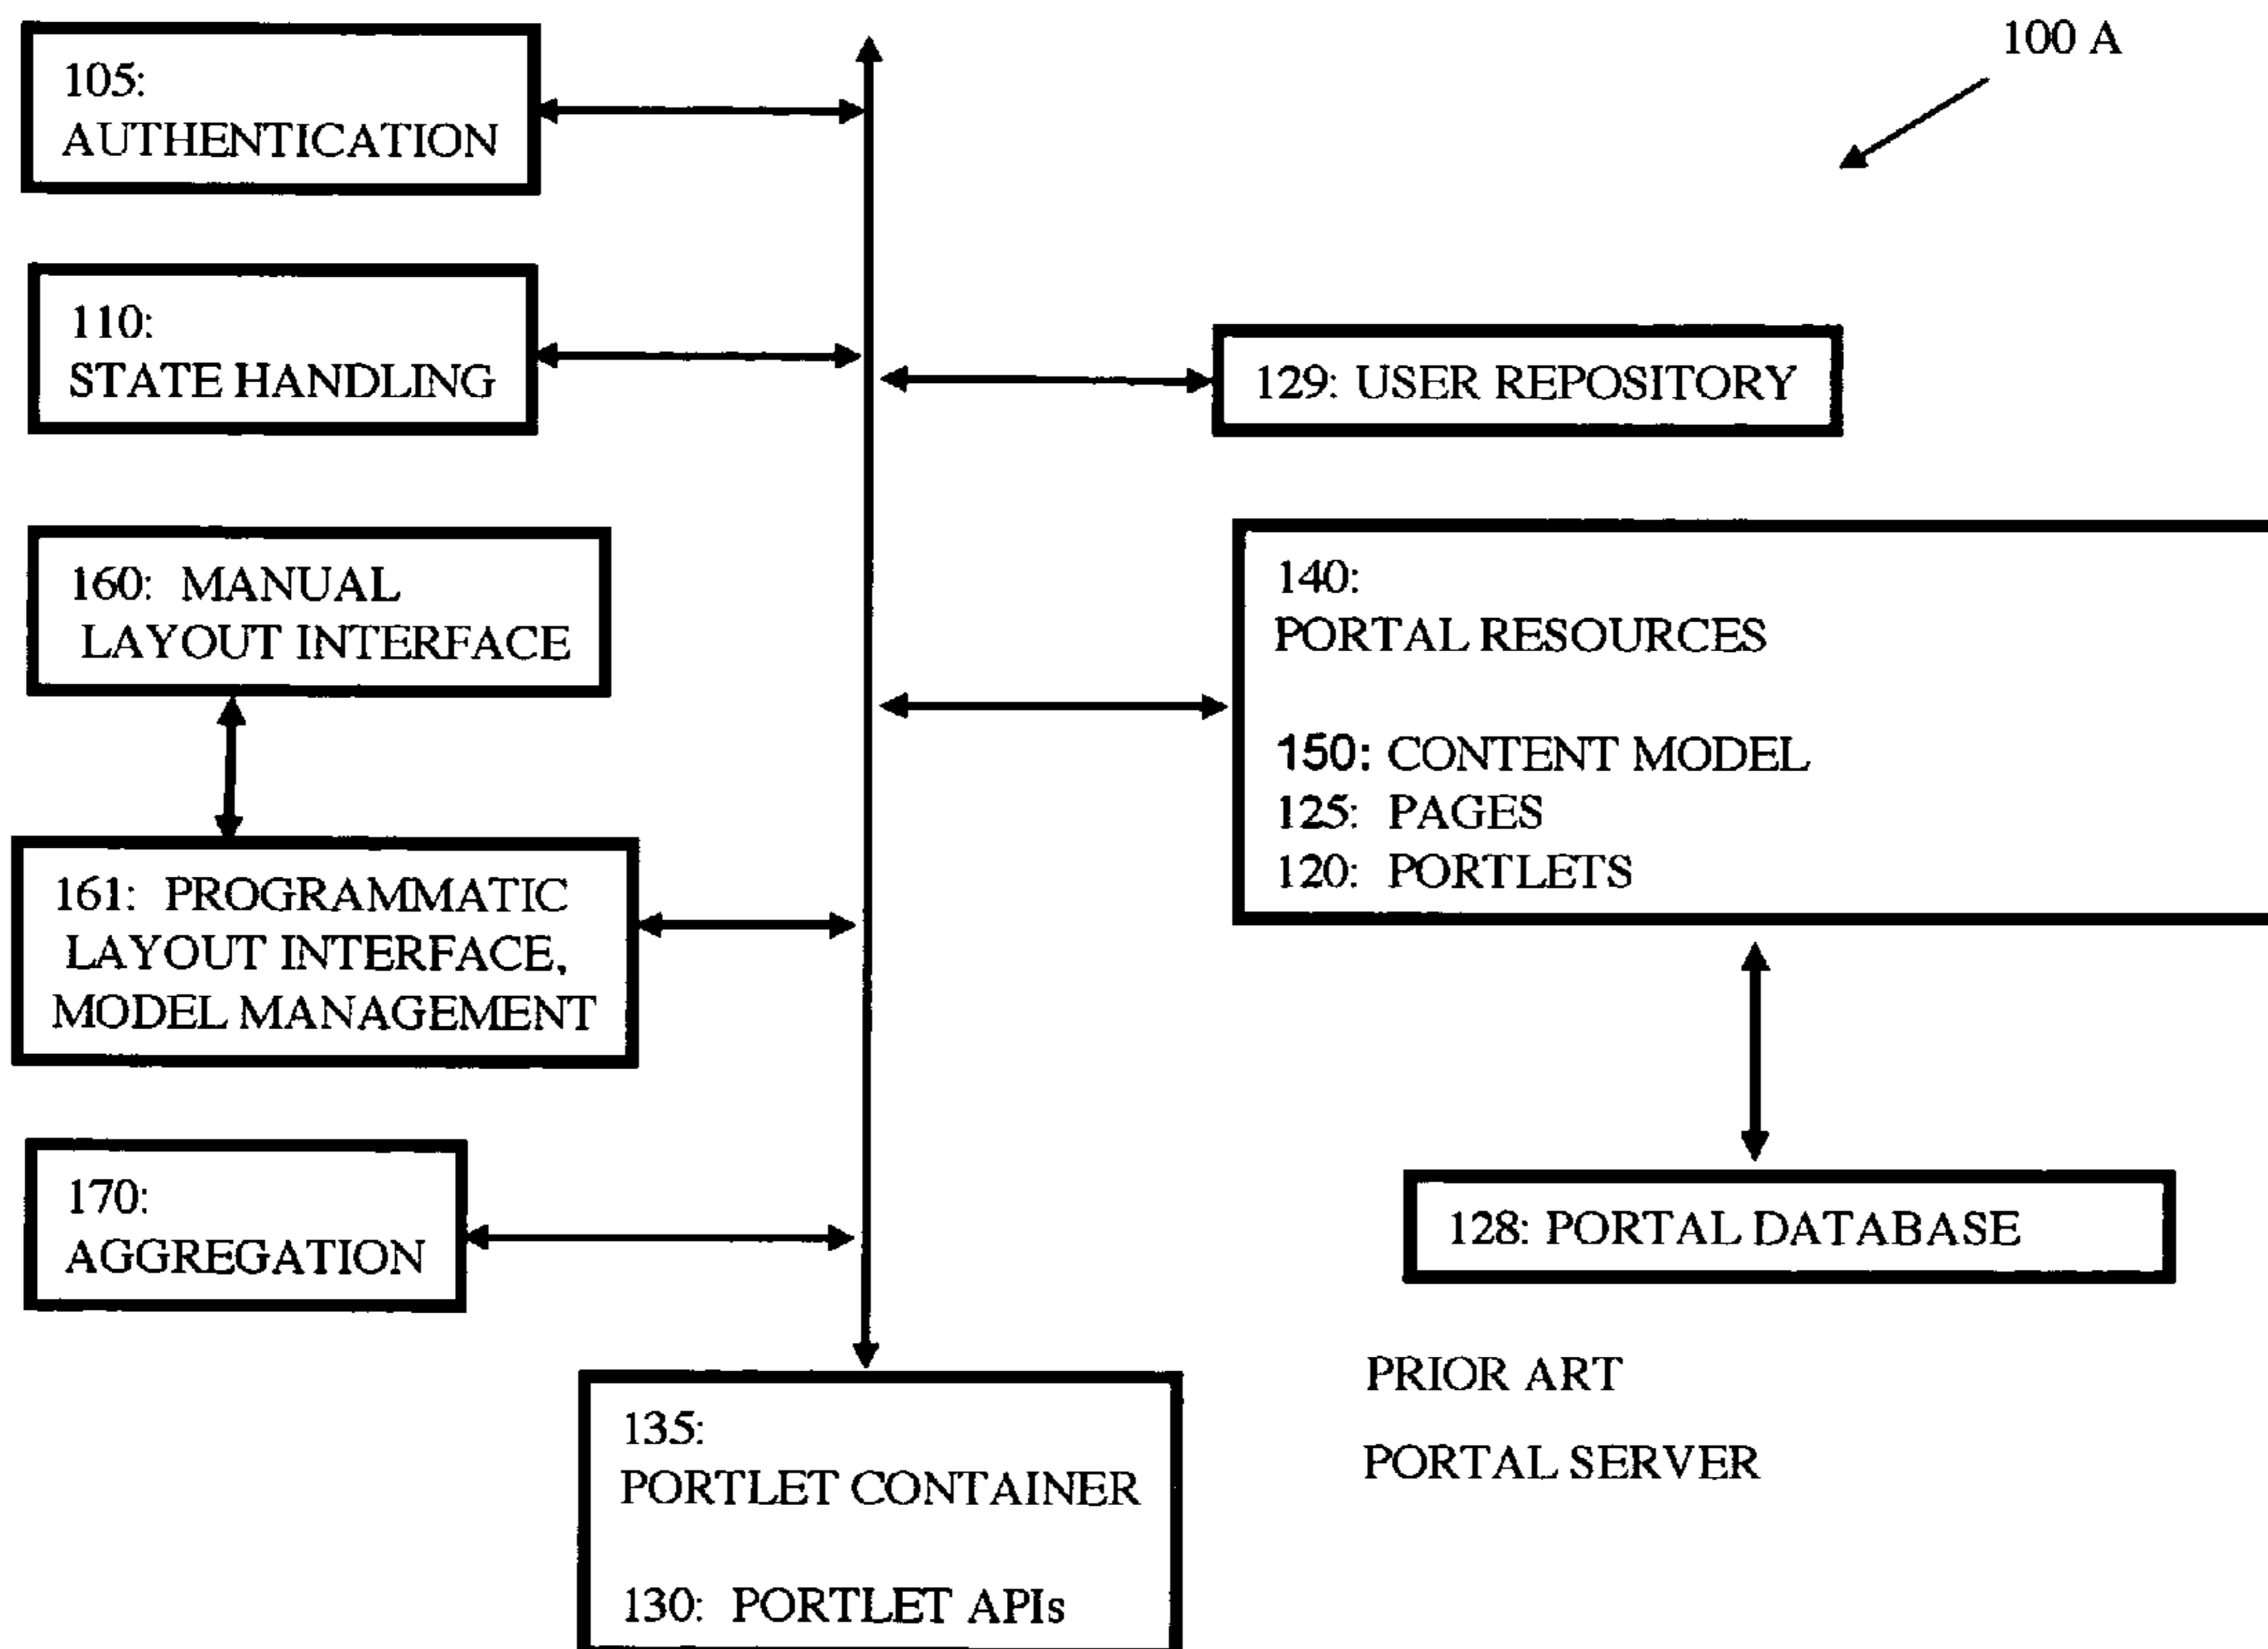 100 A
105:
AUTHENTICATION
110:
STATE HANDLING
129: USER REPOSITORY
160: MANUAL
LAYOUT INTERFACE
140:
PORTAL RESOURCES
150: CONTENT MODEL
125: PAGES
120: PORTLETS
161: PROGRAMMATIC
LAYOUT INTERFACE,
MODEL MANAGEMENT
170:
AGGREGATION
128: PORTAL DATABASE
135:
PORTLET CONTAINER
130: PORTLET APIs
PRIOR ART
PORTAL SERVER